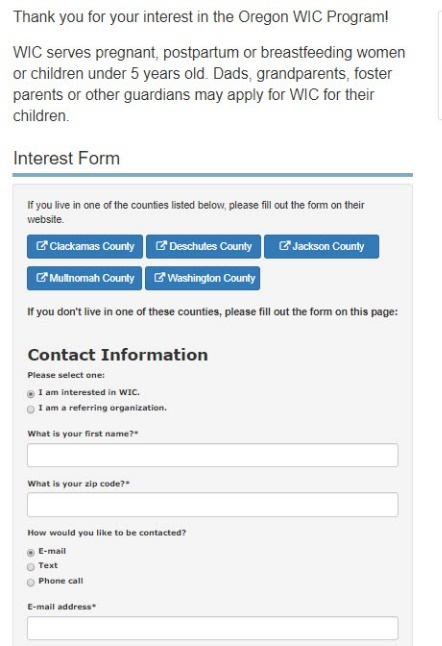 Thank you for your interest in the Oregon WIC Program!
WIC serves pregnant, postpartum or breastfeeding women
or children under 5 years old. Dads, grandparents, foster
parents or other guardians may apply for WIC for their
children.
Interest Form
If you live in one of the counties listed below, please fill out the form on their
website.
Clackamas County Deschutes County Jackson County
Multnomah County Washington County
If you don't live in one of these counties, please fill out the form on this page:
Contact Information
Please select one:
I am interested in WIC.
I am a referring organization.
What is your first name?*
What is your zip code?*
How would you like to be contacted?
E-mail
Text
Phone call
E-mail address*